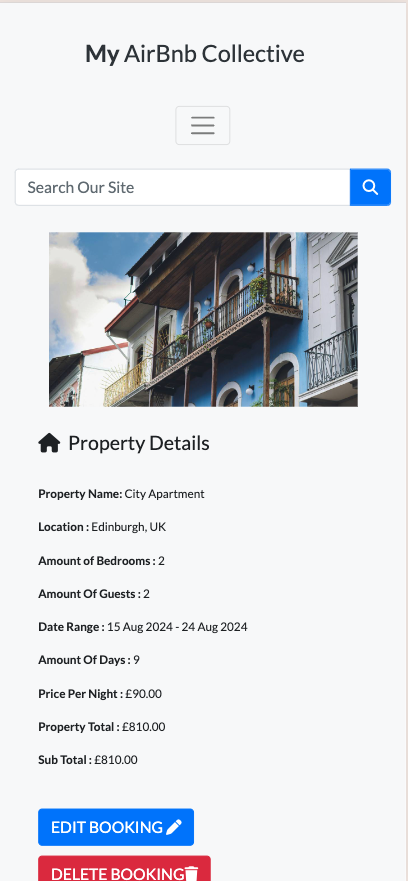 My AirBnb Collective
Search Our Site
Property Details
Property Name: City Apartment
Location : Edinburgh, UK
Amount of Bedrooms : 2
Amount Of Guests : 2
Date Range : 15 Aug 2024 - 24 Aug 2024
Amount Of Days : 9
Price Per Night : £90.00
Property Total : £810.00
Sub Total : £810.00
EDIT BOOKING
DELETE BOOKING